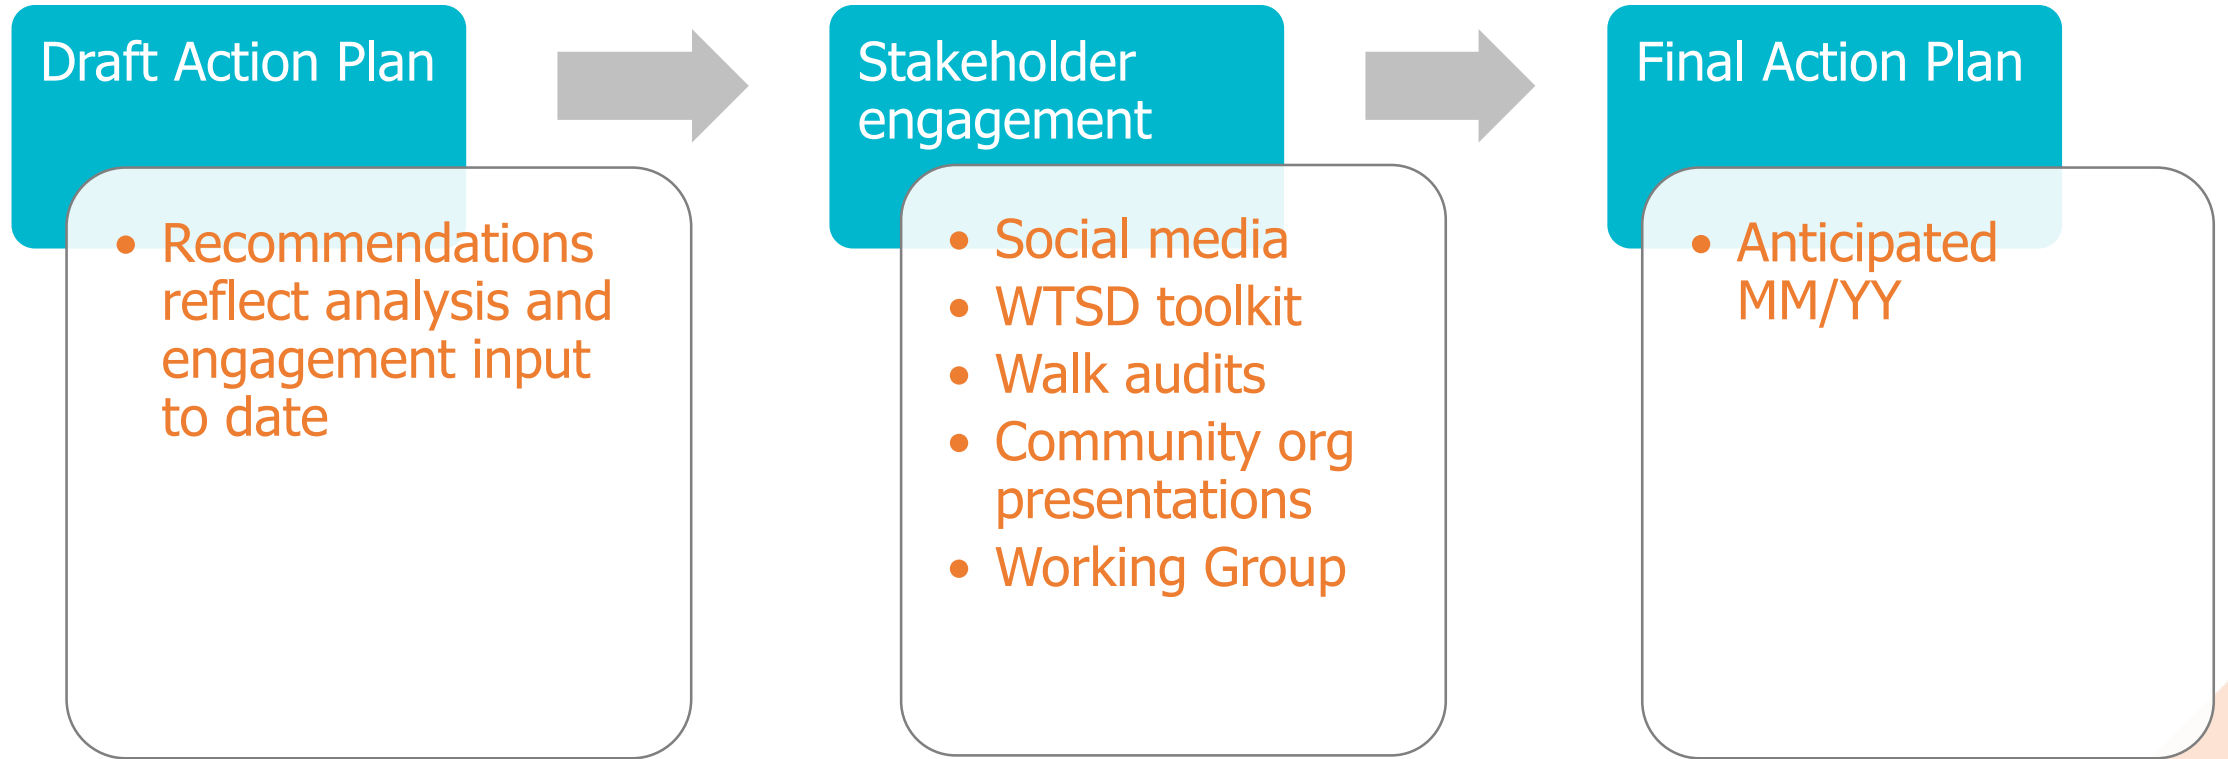 Draft Action Plan
• Recommendations
reflect analysis and
engagement input
to date
Stakeholder
engagement
• Social media
• WTSD toolkit
• Walk audits
• Community org
presentations
• Working Group
Final Action Plan
• Anticipated
MM/YY